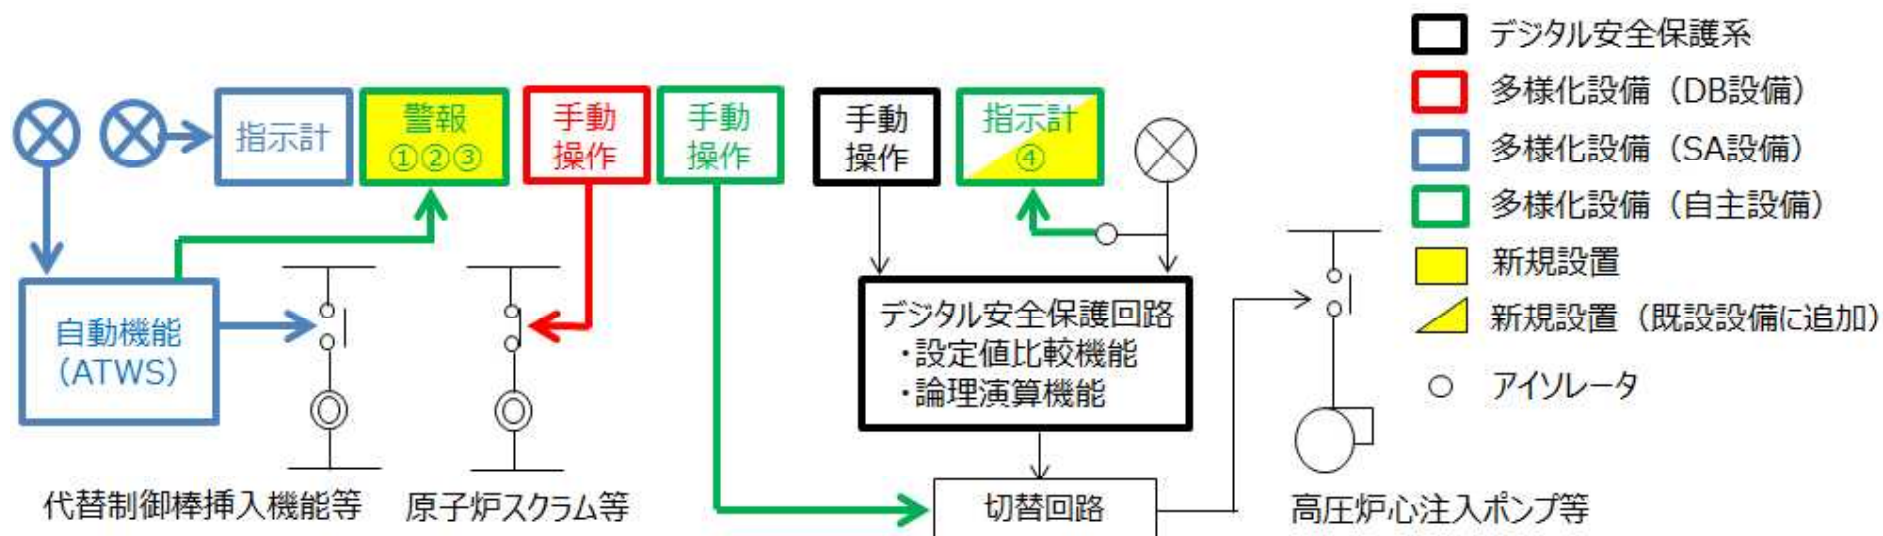 デジタル安全保護系
多様化設備（DB設備）
多様化設備（SA設備）
多様化設備（自主設備）
新規設置
新規設置（既設設備に追加）
アイソレータ
指示計
警報
①②③
手動
操作
手動
操作
手動
操作
指示計
④
自動機能
（ATWS）
デジタル安全保護回路
・設定値比較機能
・論理演算機能
切替回路
代替制御棒挿入機能等
原子炉スクラム等
高圧炉心注入ポンプ等